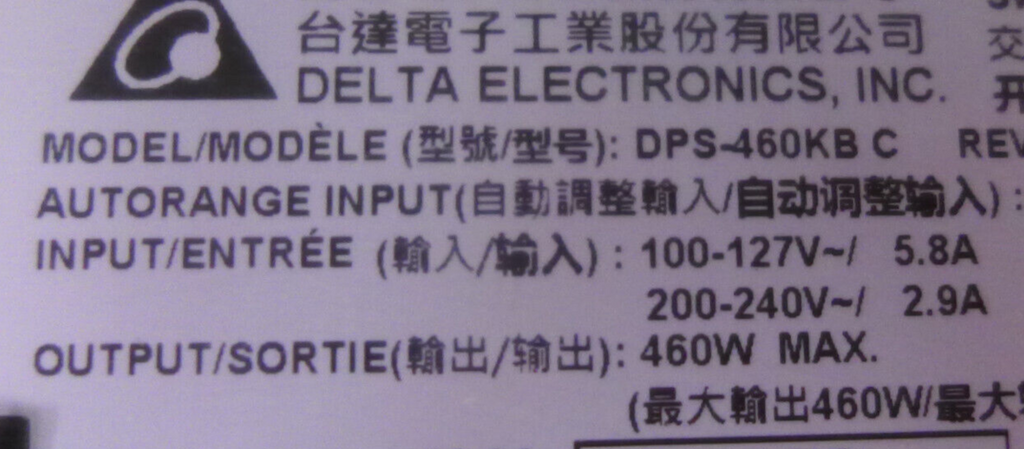 台達電子工業股份有限公司
DELTA ELECTRONICS, INC.
交
开
MODEL/MODÈLE (型號/型号): DPS-460KB C REV
AUTORANGE INPUT(自動調整輸入/自动调整输入) :
INPUT/ENTRÉE (輸入/输入) : 100-127V~/ 5.8A
200-240V~/ 2.9A
OUTPUT/SORTIE(輸出/输出): 460W MAX.
(最大輸出460W/最大